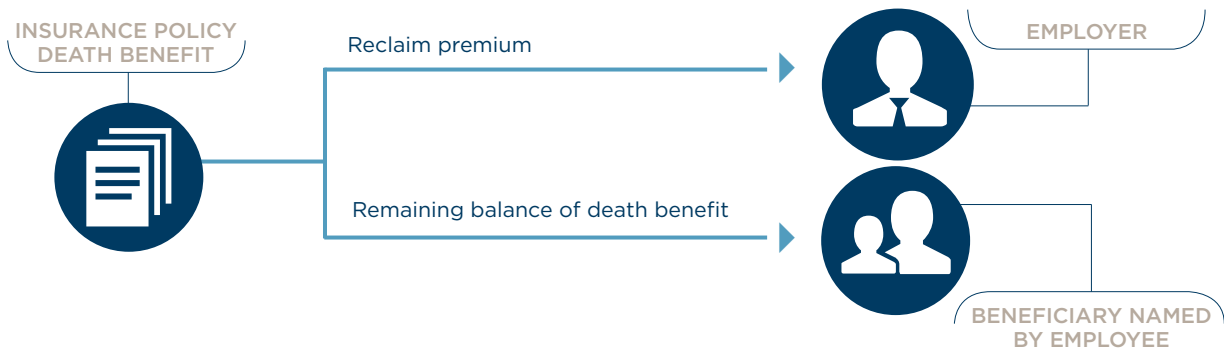 INSURANCE POLICY
DEATH BENEFIT
Reclaim premium
EMPLOYER
Remaining balance of death benefit
BENEFICIARY NAMED
BY EMPLOYEE